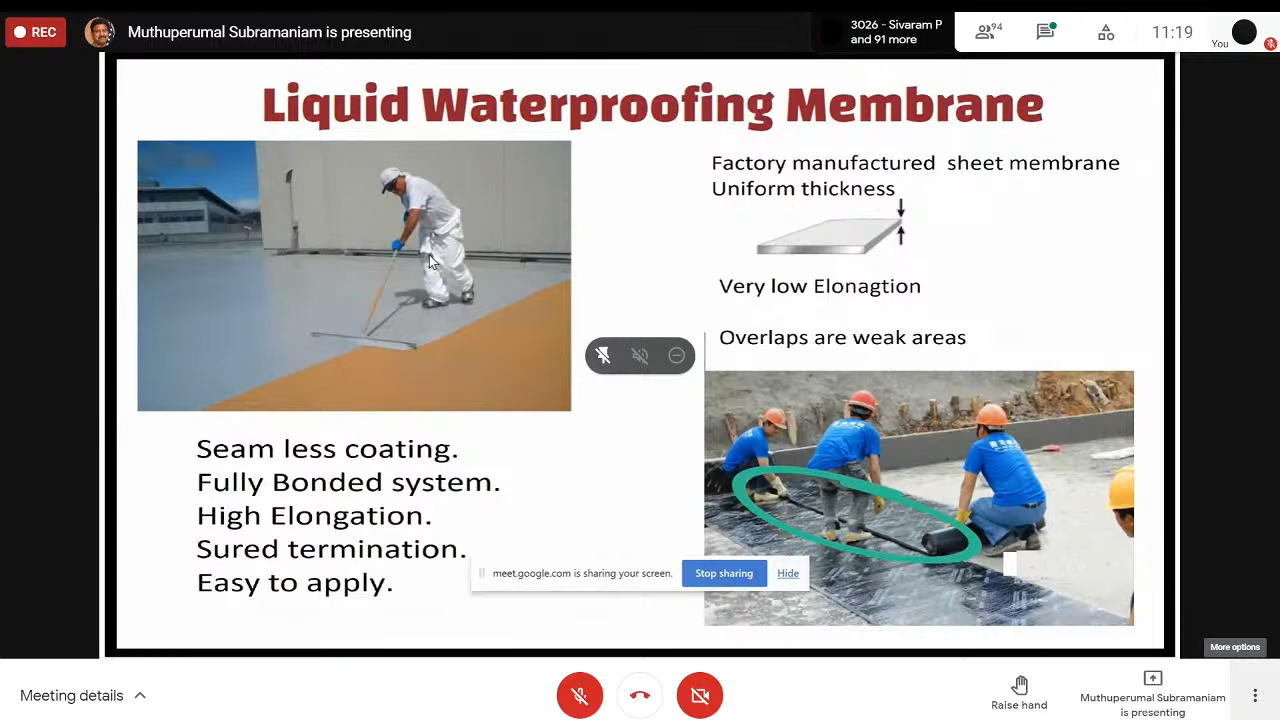 REC
Muthuperumal Subramaniam is presenting
3026 - Sivaram P
and 91 more
94
11:19
You
Liquid Waterproofing Membrane
Factory manufactured sheet membrane
Uniform thickness
Very low Elonagtion
Overlaps are weak areas
Seam less coating.
Fully Bonded system.
High Elongation.
Sured termination.
Easy to apply.
meet.google.com is sharing your screen.
Stop sharing
Hide
More options
Meeting details
Raise hand
Muthuperumal Subramaniam
is presenting